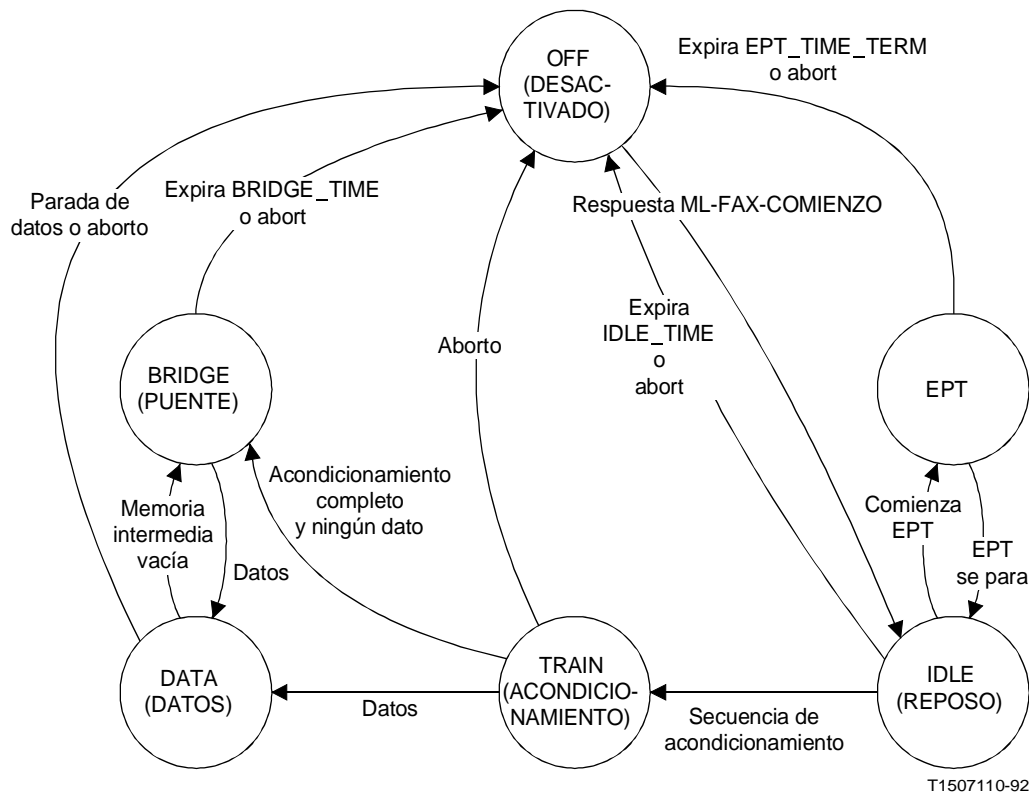 OFF
(DESAC-
TIVADO)
Expira EPT_TIME_TERM
o abort
Parada de
datos o aborto
Expira BRIDGE_TIME
o abort
Respuesta ML-FAX-COMIENZO
Expira
IDLE_TIME
o
abort
Aborto
BRIDGE
(PUENTE)
EPT
Acondicionamiento
completo
y ningún dato
Memoria
intermedia
vacía
Datos
Comienza
EPT
EPT
se para
DATA
(DATOS)
Datos
TRAIN
(ACONDICIO-
NAMIENTO)
Secuencia de
acondicionamiento
IDLE
(REPOSO)
T1507110-92